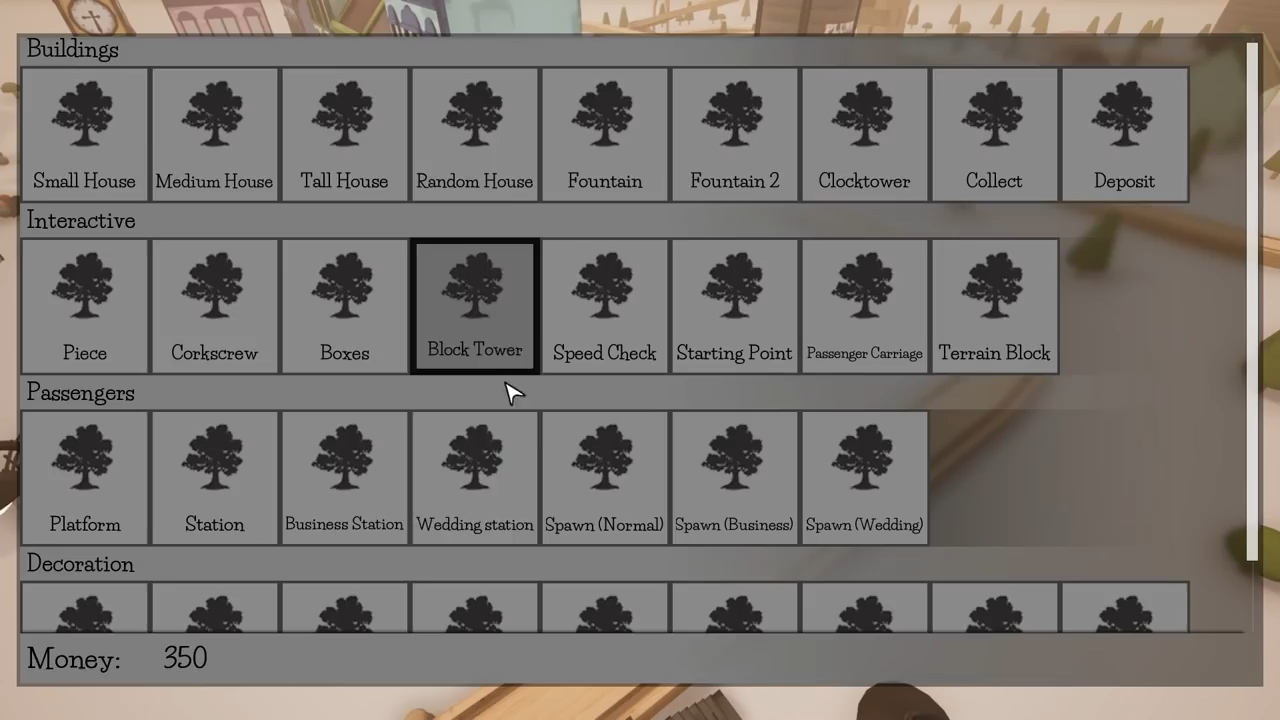 Buildings
Small House Medium House Tall House Random House Fountain Fountain 2 Clocktower Collect Deposit
Interactive
Piece Corkscrew Boxes Block Tower Speed Check Starting Point Passenger Carriage Terrain Block
Passengers
Platform Station Business Station Wedding station Spawn (Normal) Spawn (Business) Spawn (Wedding)
Decoration
Money: 350